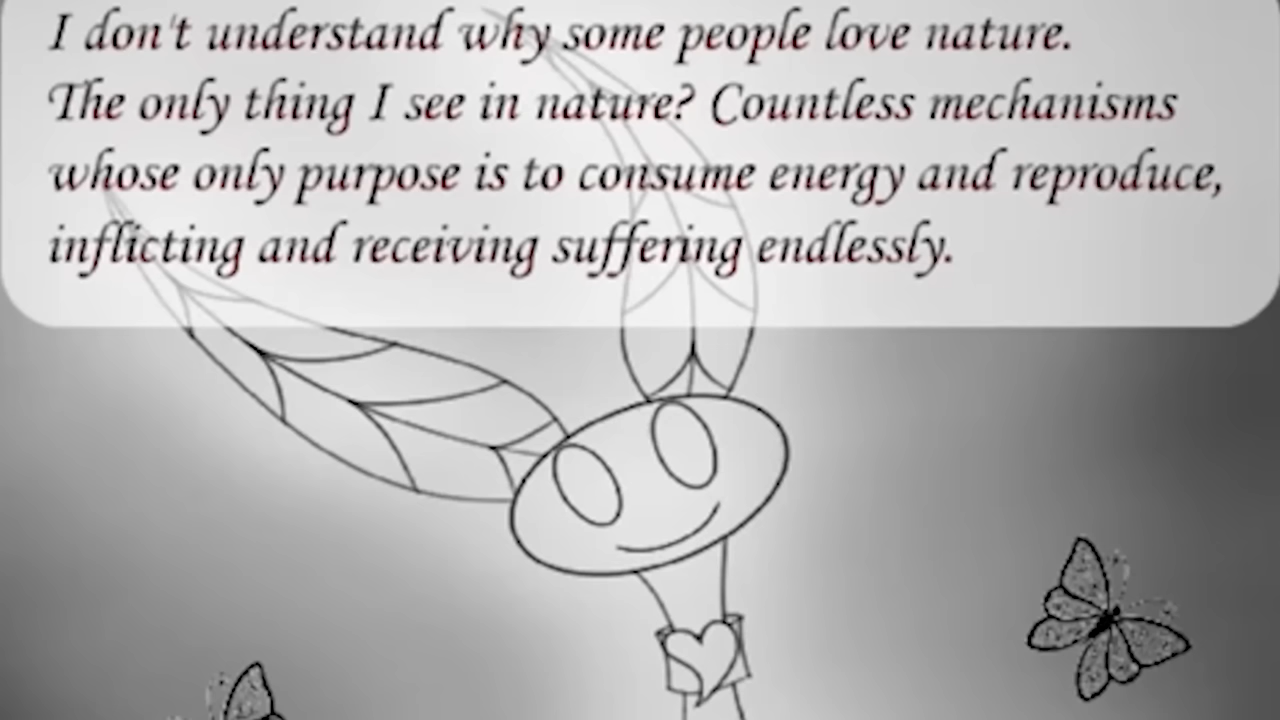 I don't understand why some people love nature.
The only thing I see in nature? Countless mechanisms
whose only purpose is to consume energy and reproduce,
inflicting and receiving suffering endlessly.